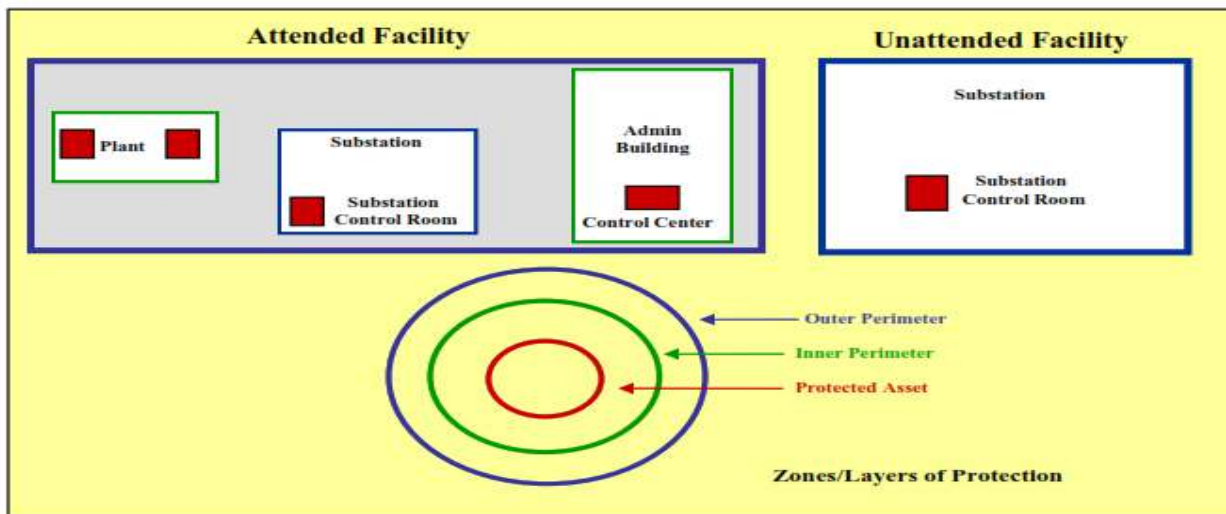 Attended Facility
Unattended Facility
Plant
Substation
Substation
Control Room
Admin
Building
Control Center
Substation
Substation
Control Room
Outer Perimeter
Inner Perimeter
Protected Asset
Zones/Layers of Protection